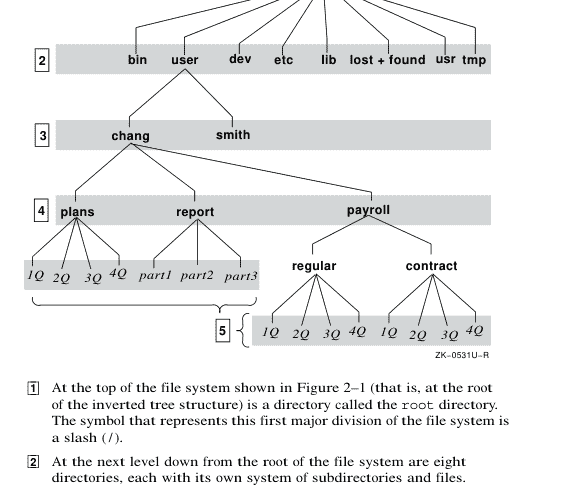 2 bin user dev etc lib lost + found usr tmp
3 chang smith
4 plans report payroll
regular contract
1Q 2Q 3Q 4Q part1 part2 part3
5 1Q 2Q 3Q 4Q 1Q 2Q 3Q 4Q
ZK–0531U–R
1 At the top of the file system shown in Figure 2–1 (that is, at the root
of the inverted tree structure) is a directory called the root directory.
The symbol that represents this first major division of the file system is
a slash (/).
2 At the next level down from the root of the file system are eight
directories, each with its own system of subdirectories and files.